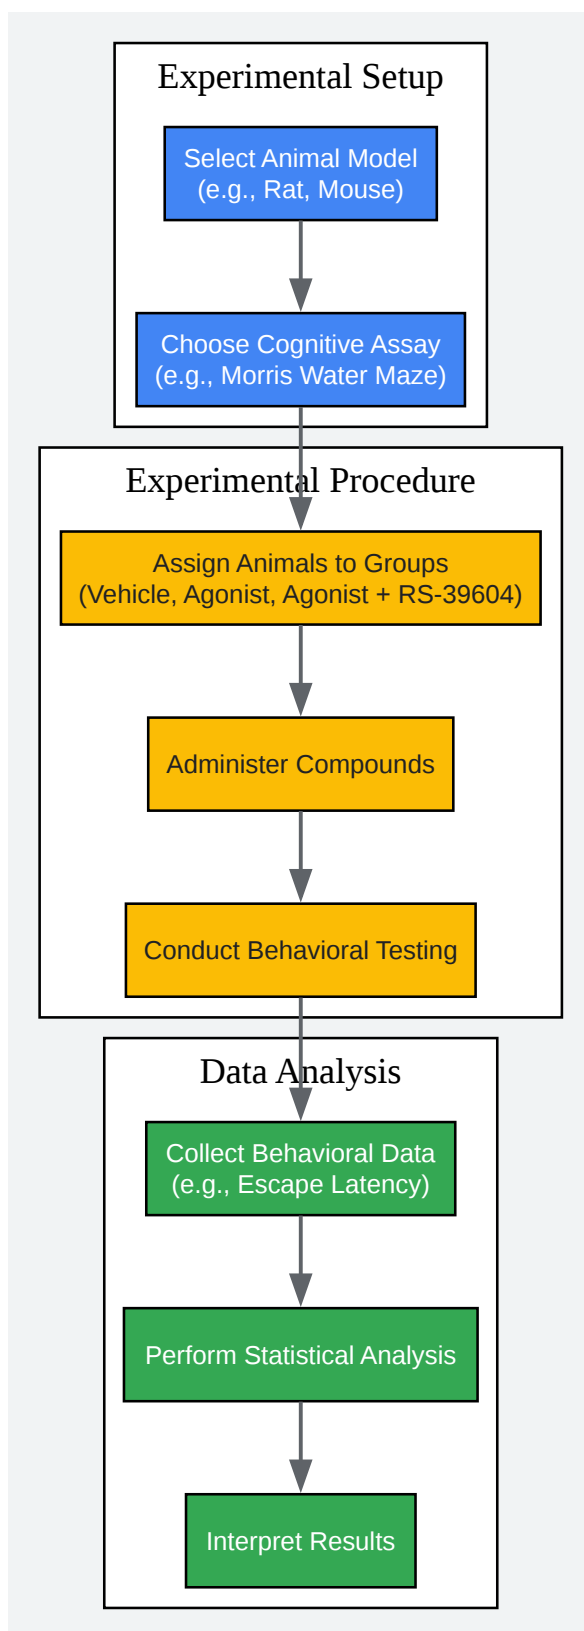 Experimental Setup
Select Animal Model
(e.g., Rat, Mouse)
Choose Cognitive Assay
(e.g., Morris Water Maze)
Experimental Procedure
Assign Animals to Groups
(Vehicle, Agonist, Agonist + RS-39604)
Administer Compounds
Conduct Behavioral Testing
Data Analysis
Collect Behavioral Data
(e.g., Escape Latency)
Perform Statistical Analysis
Interpret Results